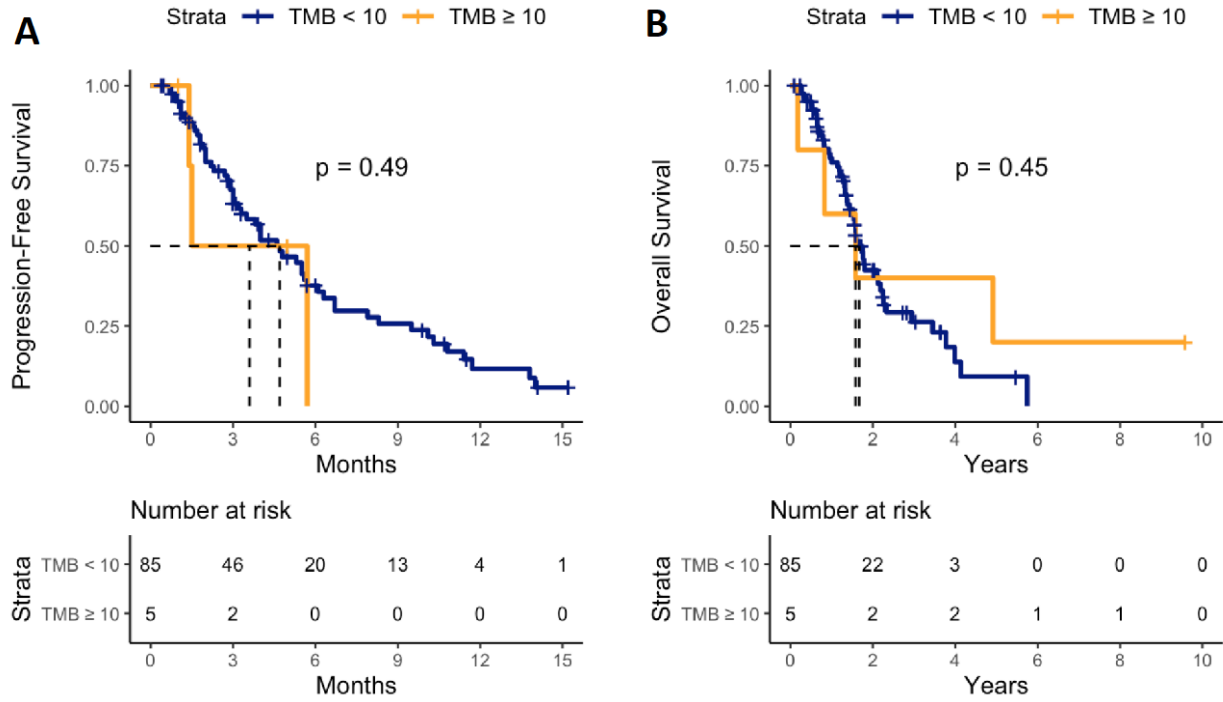 A
Strata TMB < 10 TMB ≥ 10
Progression-Free Survival
1.00
0.75
0.50
0.25
0.00
p = 0.49
0 3 6 9 12 15
Months
Number at risk
Strata
TMB < 10 85 46 20 13 4 1
TMB ≥ 10 5 2 0 0 0 0
0 3 6 9 12 15
Months
B
Strata TMB < 10 TMB ≥ 10
Overall Survival
1.00
0.75
0.50
0.25
0.00
p = 0.45
0 2 4 6 8 10
Years
Number at risk
Strata
TMB < 10 85 22 3 0 0 0
TMB ≥ 10 5 2 2 1 1 0
0 2 4 6 8 10
Years